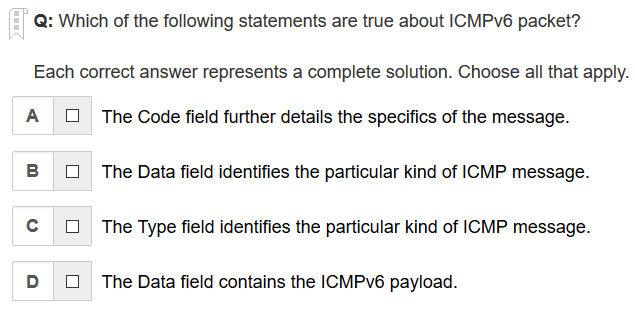 Q: Which of the following statements are true about ICMPv6 packet?
Each correct answer represents a complete solution. Choose all that apply.
A The Code field further details the specifics of the message.
B The Data field identifies the particular kind of ICMP message.
C The Type field identifies the particular kind of ICMP message.
D The Data field contains the ICMPv6 payload.